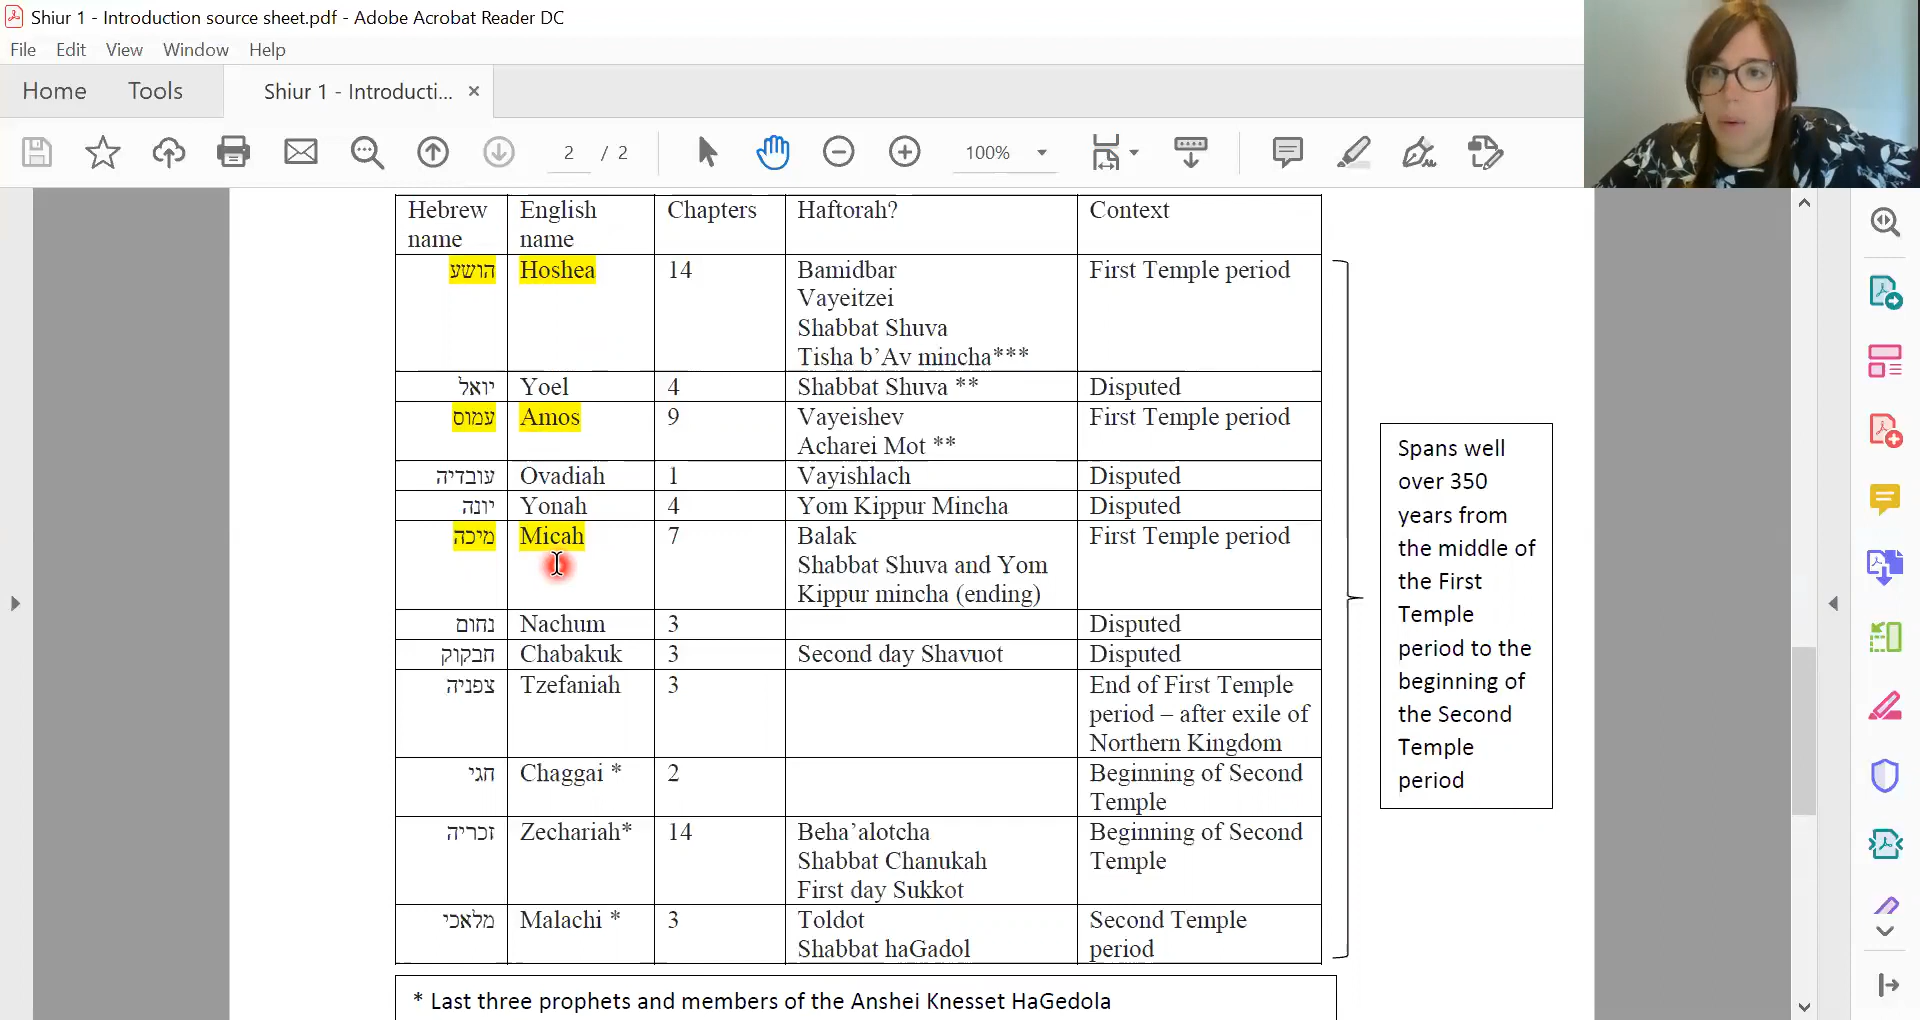 Shiur 1 - Introduction source sheet.pdf - Adobe Acrobat Reader DC
File Edit View Window Help
Home Tools Shiur 1 - Introducti... ×
2 / 2 100%
Hebrew name English name Chapters Haftorah? Context
הושע Hoshea 14 Bamidbar First Temple period
Vayeitzei
Shabbat Shuva
Tisha b’Av mincha***
יואל Yoel 4 Shabbat Shuva ** Disputed
עמוס Amos 9 Vayeishev First Temple period
Acharei Mot **
עובדיה Ovadiah 1 Vayishlach Disputed
יונה Yonah 4 Yom Kippur Mincha Disputed
מיכה Micah 7 Balak First Temple period
Shabbat Shuva and Yom
Kippur mincha (ending)
נחום Nachum 3 Disputed
חבקוק Chabakuk 3 Second day Shavuot Disputed
צפניה Tzefaniah 3 End of First Temple
period – after exile of
Northern Kingdom
חגי Chaggai * 2 Beginning of Second
Temple
זכריה Zechariah* 14 Beha’alotcha Beginning of Second
Shabbat Chanukah Temple
First day Sukkot
מלאכי Malachi * 3 Toldot Second Temple
Shabbat haGadol period
Spans well
over 350
years from
the middle of
the First
Temple
period to the
beginning of
the Second
Temple
period
* Last three prophets and members of the Anshei Knesset HaGedola